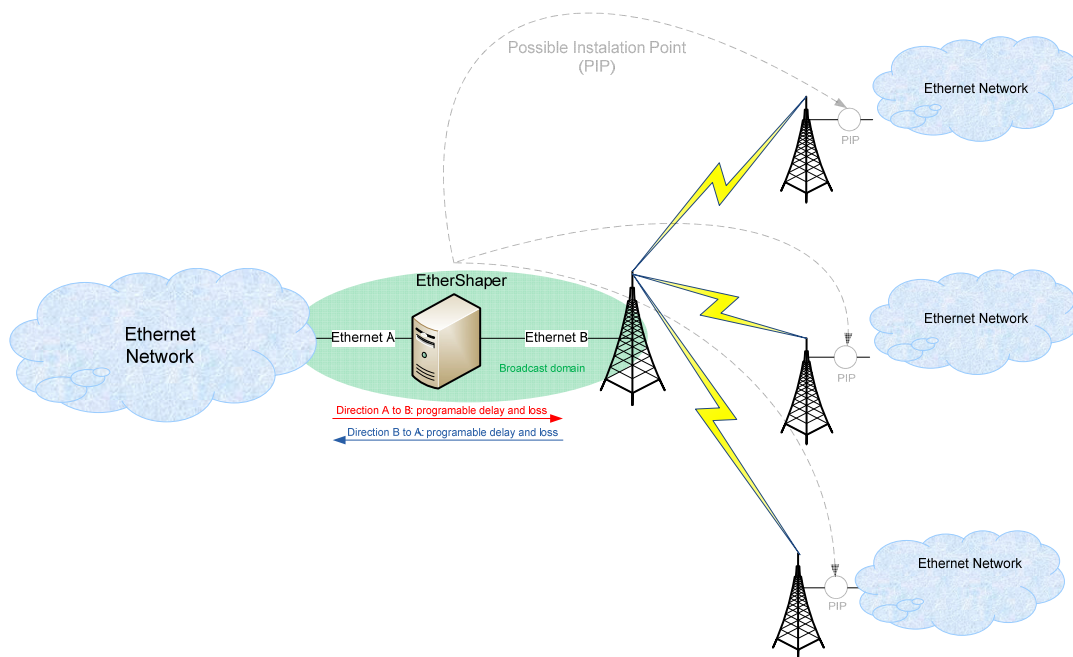 Possible Instalation Point
(PIP)
Ethernet Network
PIP
EtherShaper
Ethernet
Network
Ethernet A
Ethernet B
Broadcast domain
Ethernet Network
PIP
Direction A to B: programable delay and loss
Direction B to A: programable delay and loss
Ethernet Network
PIP